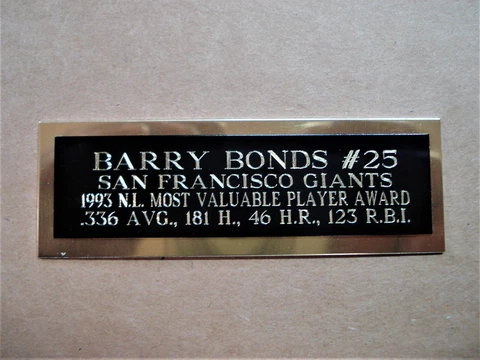 BARRY BONDS #25
SAN FRANCISCO GIANTS
1993 N.L. MOST VALUABLE PLAYER AWARD
.336 AVG., 181 H., 46 H.R., 123 R.B.I.